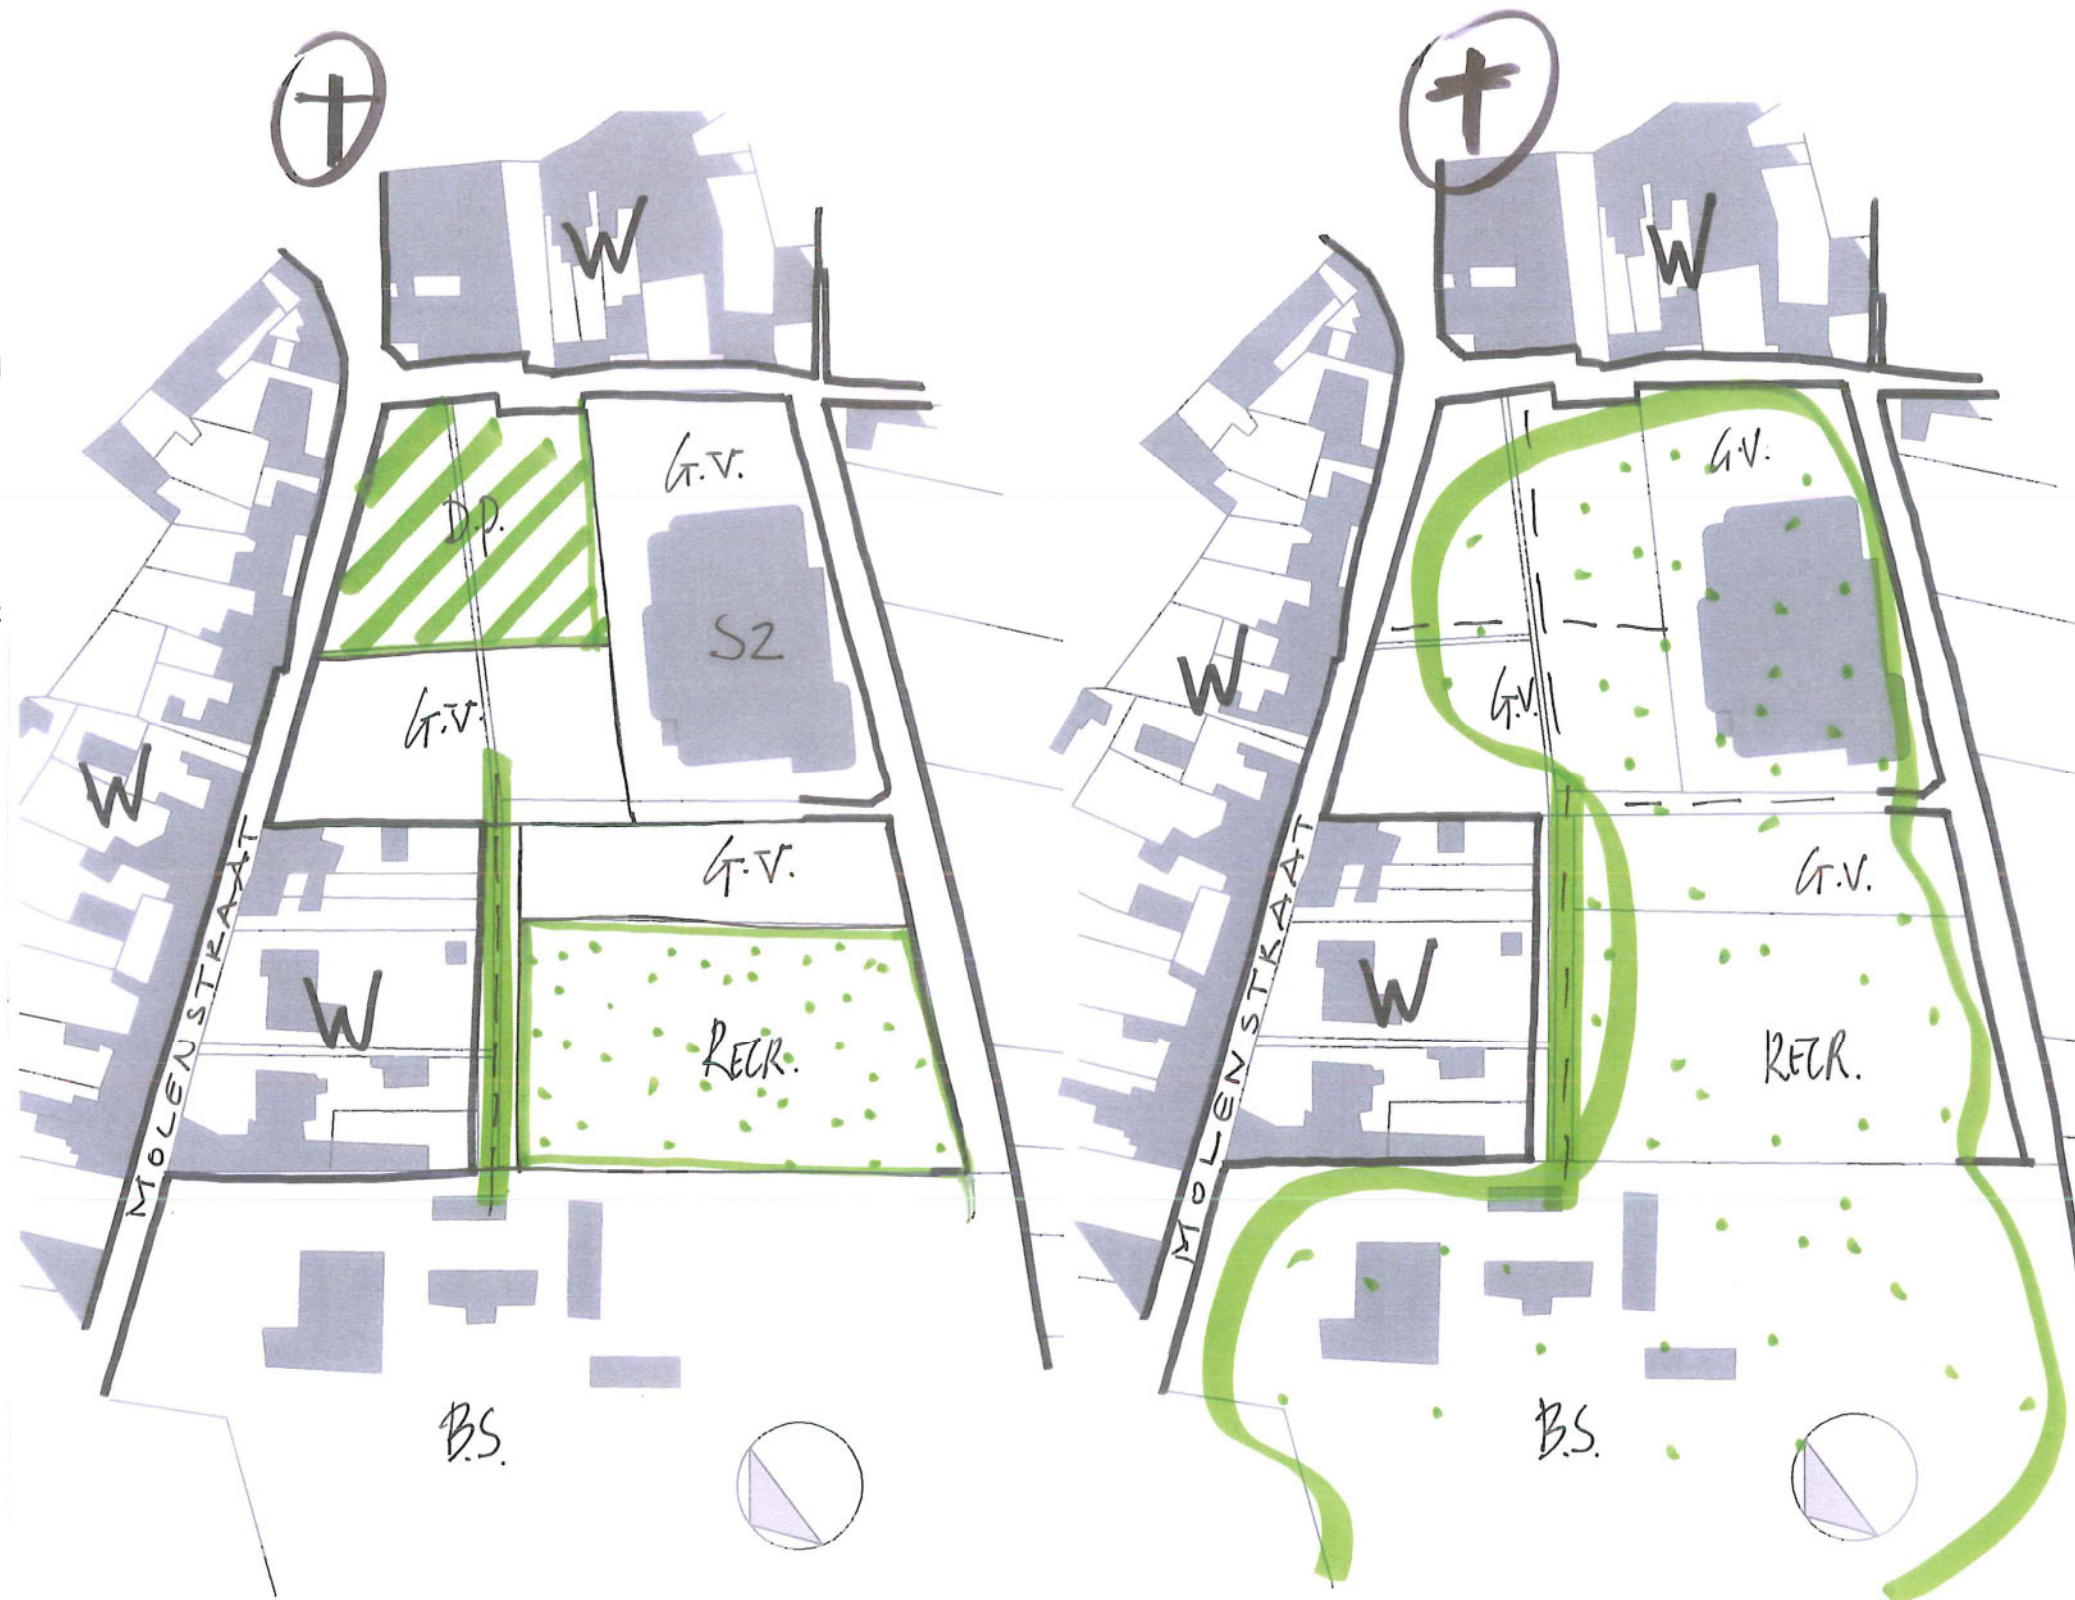 W
G.V.
D.D.
S2
G.V.
W
G.V.
MOLENSTRAAT
W
RECR.
B.S.
W
G.V.
W
G.V.
G.V.
MOLENSTRAAT
W
RECR.
B.S.